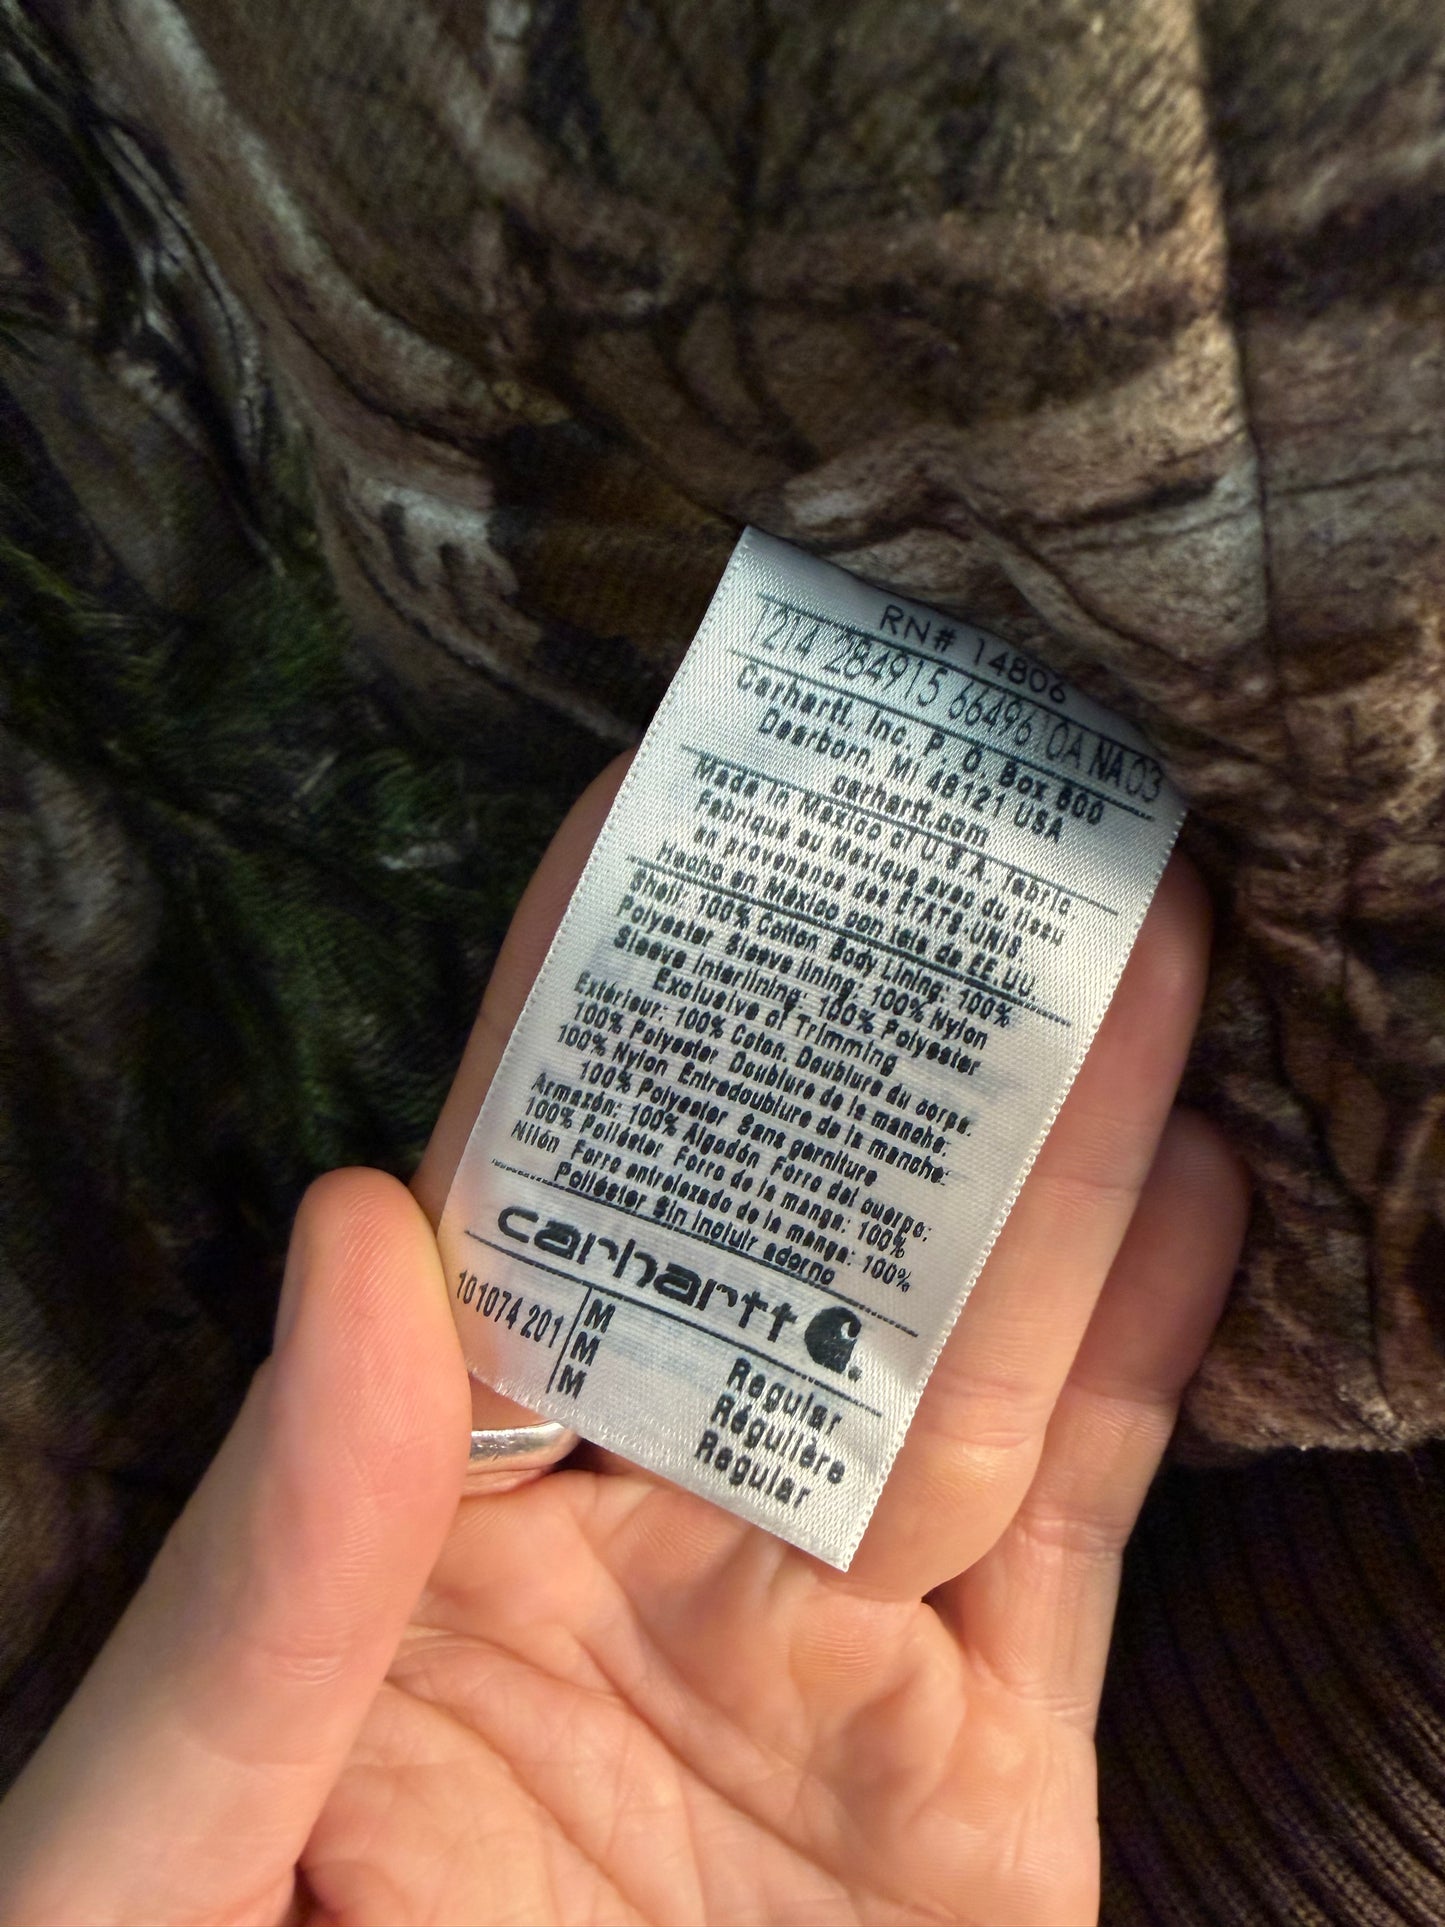 RN# 14806
1214 284915 66496 0A NA 03
Carhartt, Inc. P. O. Box 600
Dearborn, MI 48121 USA
carhartt.com
Made in Mexico of U.S.A. fabric
Fabriqué au Mexique avec du tissu
en provenance des ÉTATS-UNIS
Hecho en Mexico con tela de EE.UU.
Shell: 100% Cotton Body Lining: 100%
Polyester Sleeve lining: 100% Nylon
Sleeve Interlining: 100% Polyester
Exclusive of Trimming
Extérieur: 100% Coton. Doublure du corps:
100% Polyester Doublure de la manche:
100% Nylon Entredoublure de la manche:
100% Polyester Sans garniture
Armazón: 100% Algodón Forro del cuerpo:
100% Poliéster Forro de la manga: 100%
Nilón Forro entrelazado de la manga: 100%
Poliéster Sin incluir adorno
carhartt
101074 201 M Regular
M Régulière
M Regular